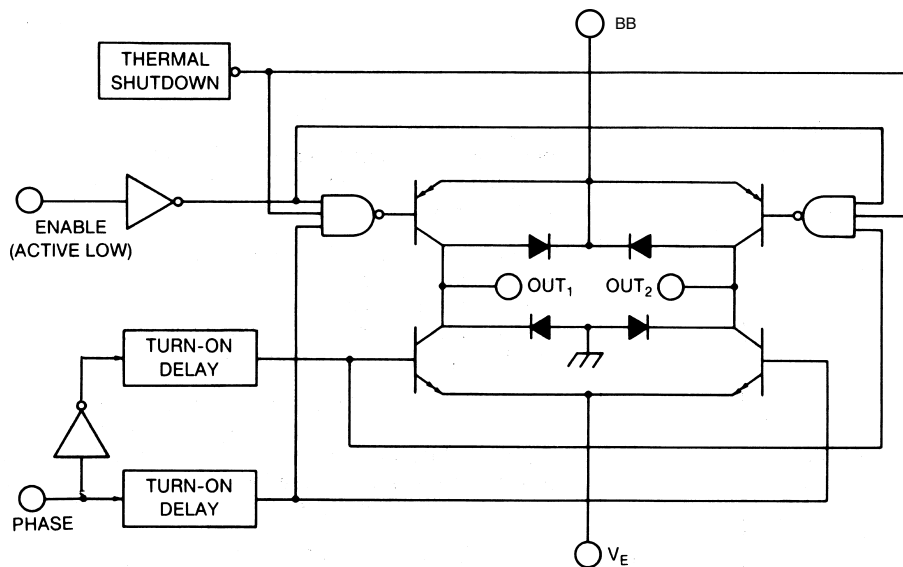 BB
THERMAL
SHUTDOWN
ENABLE
(ACTIVE LOW)
OUT1
OUT2
TURN-ON
DELAY
TURN-ON
DELAY
PHASE
VE